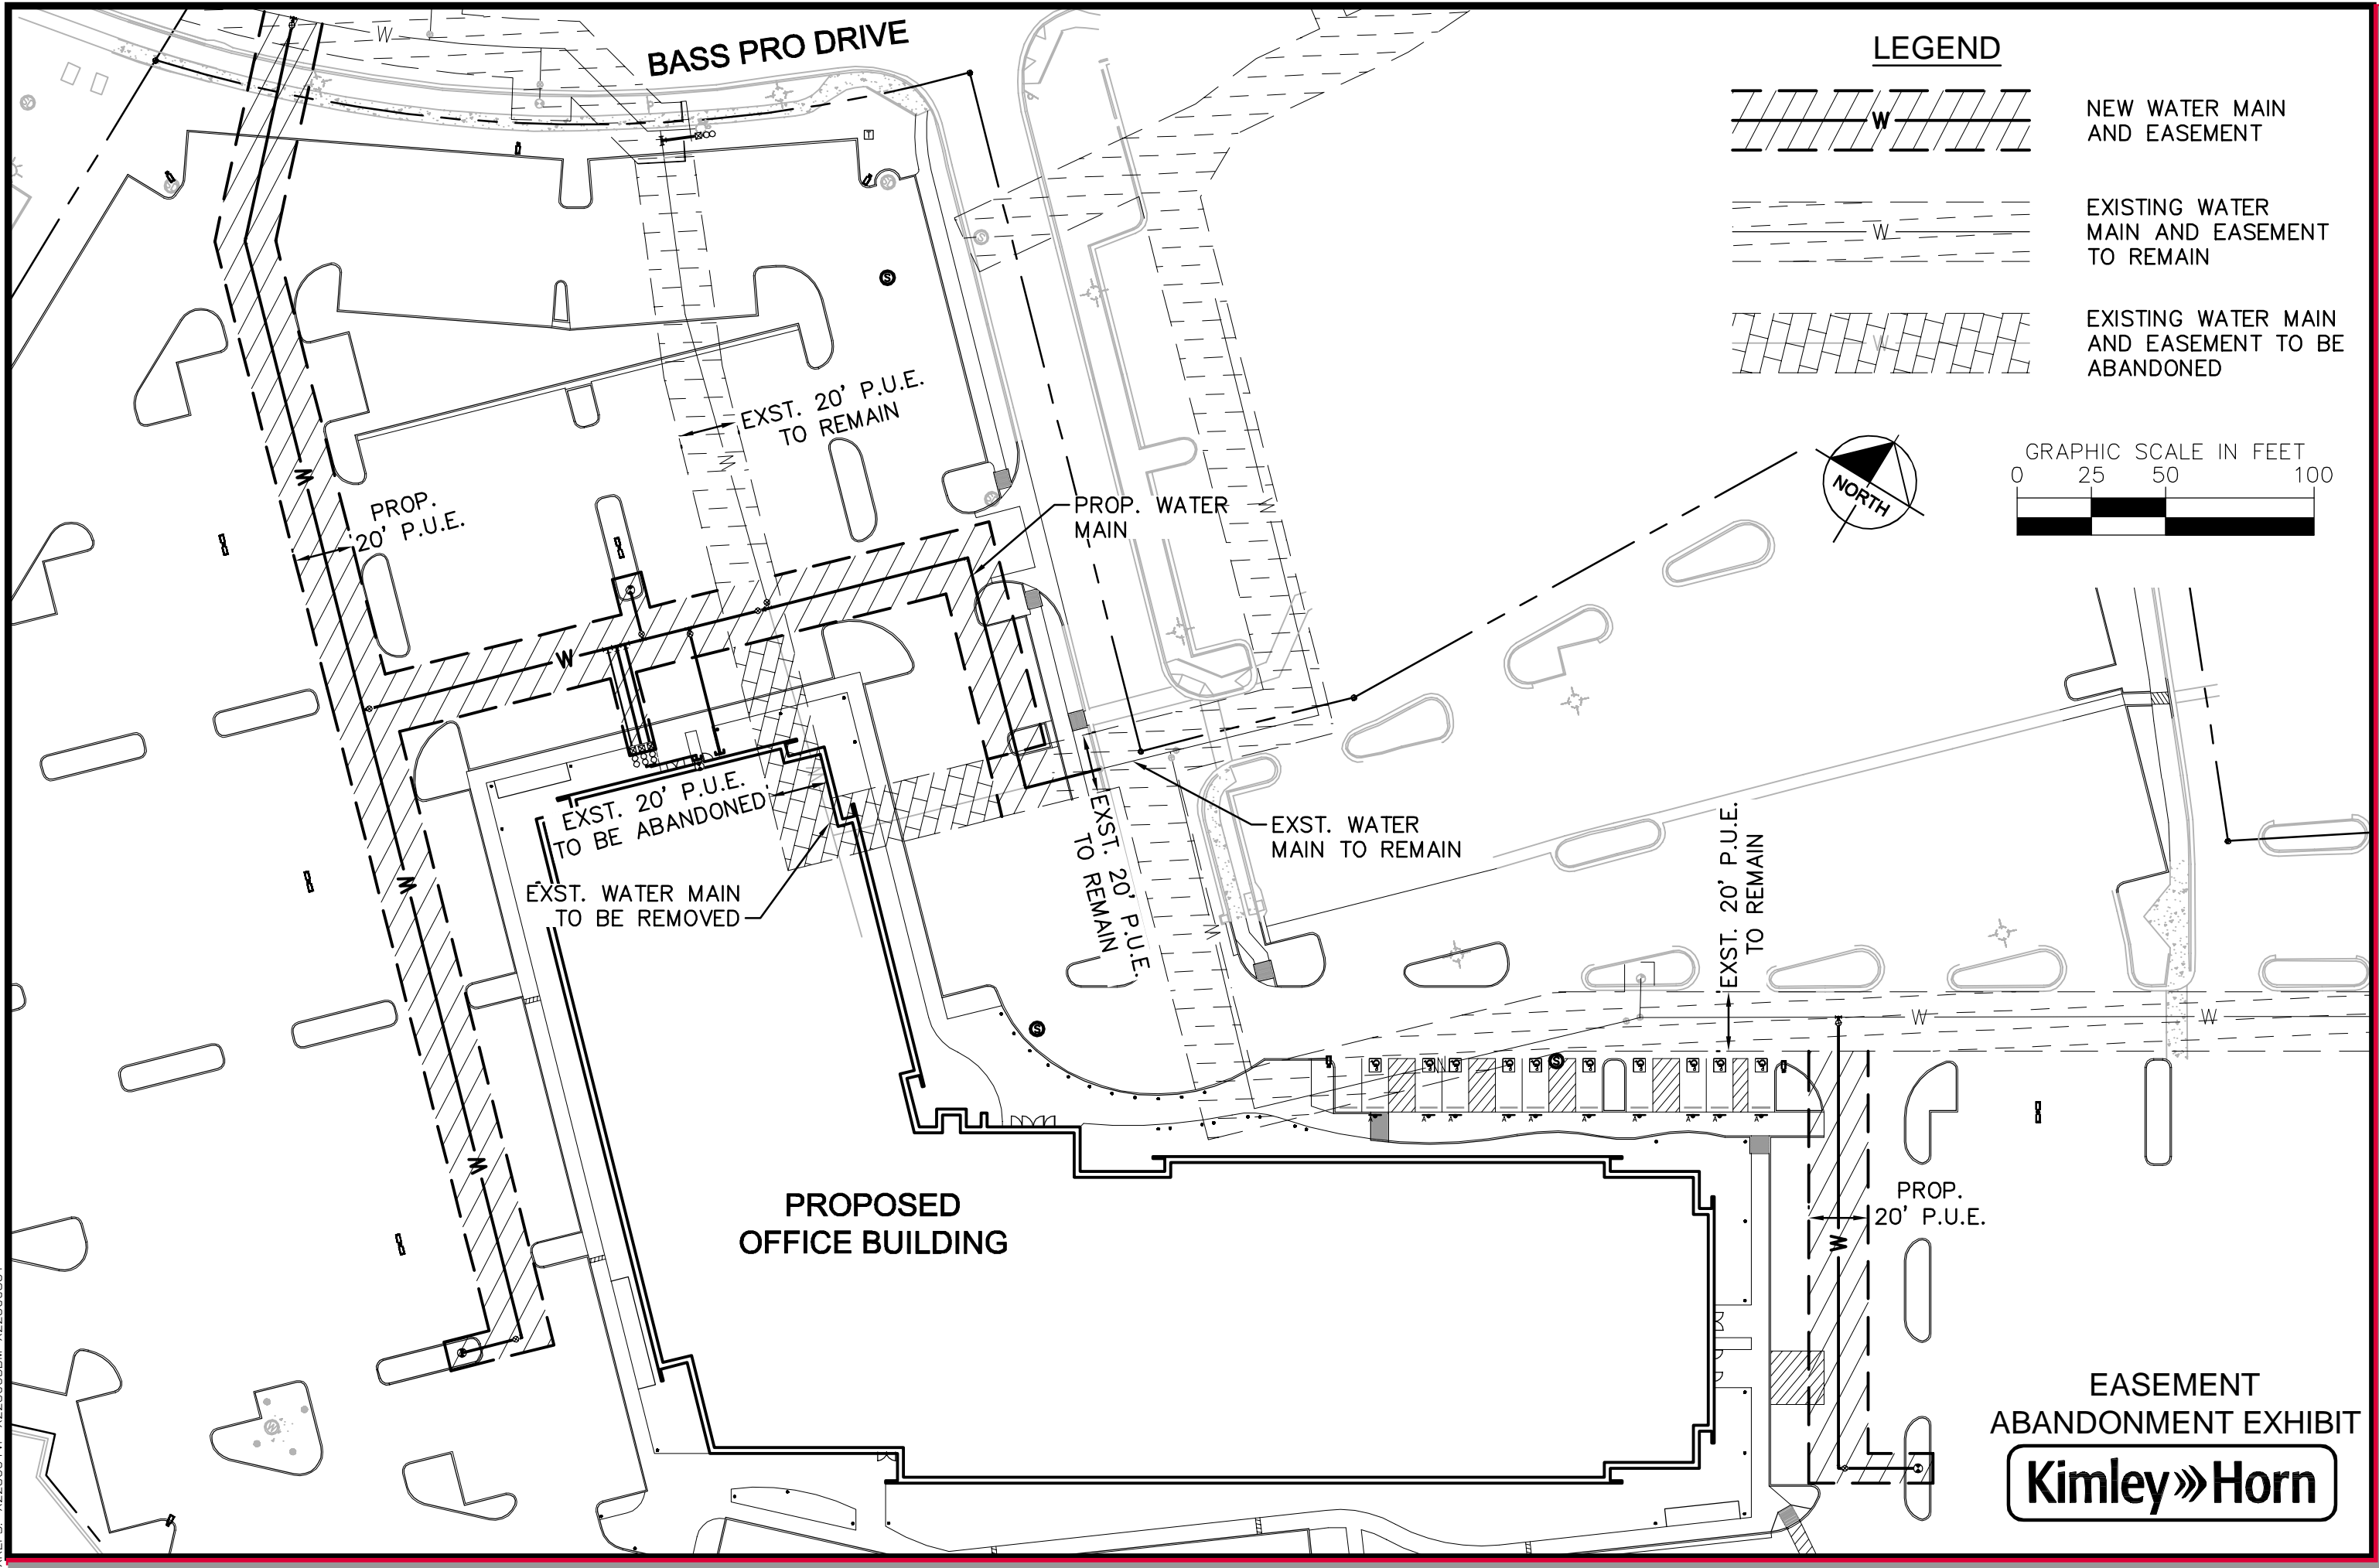 BASS PRO DRIVE
LEGEND
W
NEW WATER MAIN
AND EASEMENT
W
EXISTING WATER
MAIN AND EASEMENT
TO REMAIN
W
EXISTING WATER MAIN
AND EASEMENT TO BE
ABANDONED
GRAPHIC SCALE IN FEET
0 25 50 100
NORTH
W
T
S
EXST. 20' P.U.E.
TO REMAIN
W
W
PROP.
20' P.U.E.
PROP. WATER
MAIN
W
W
EXST. 20' P.U.E.
TO BE ABANDONED
EXST. WATER MAIN
TO BE REMOVED
EXST. 20' P.U.E.
TO REMAIN
EXST. WATER
MAIN TO REMAIN
EXST. 20' P.U.E.
TO REMAIN
W
W
W
W
S
S
W
PROPOSED
OFFICE BUILDING
PROP.
20' P.U.E.
W
EASEMENT
ABANDONMENT EXHIBIT
Kimley»Horn